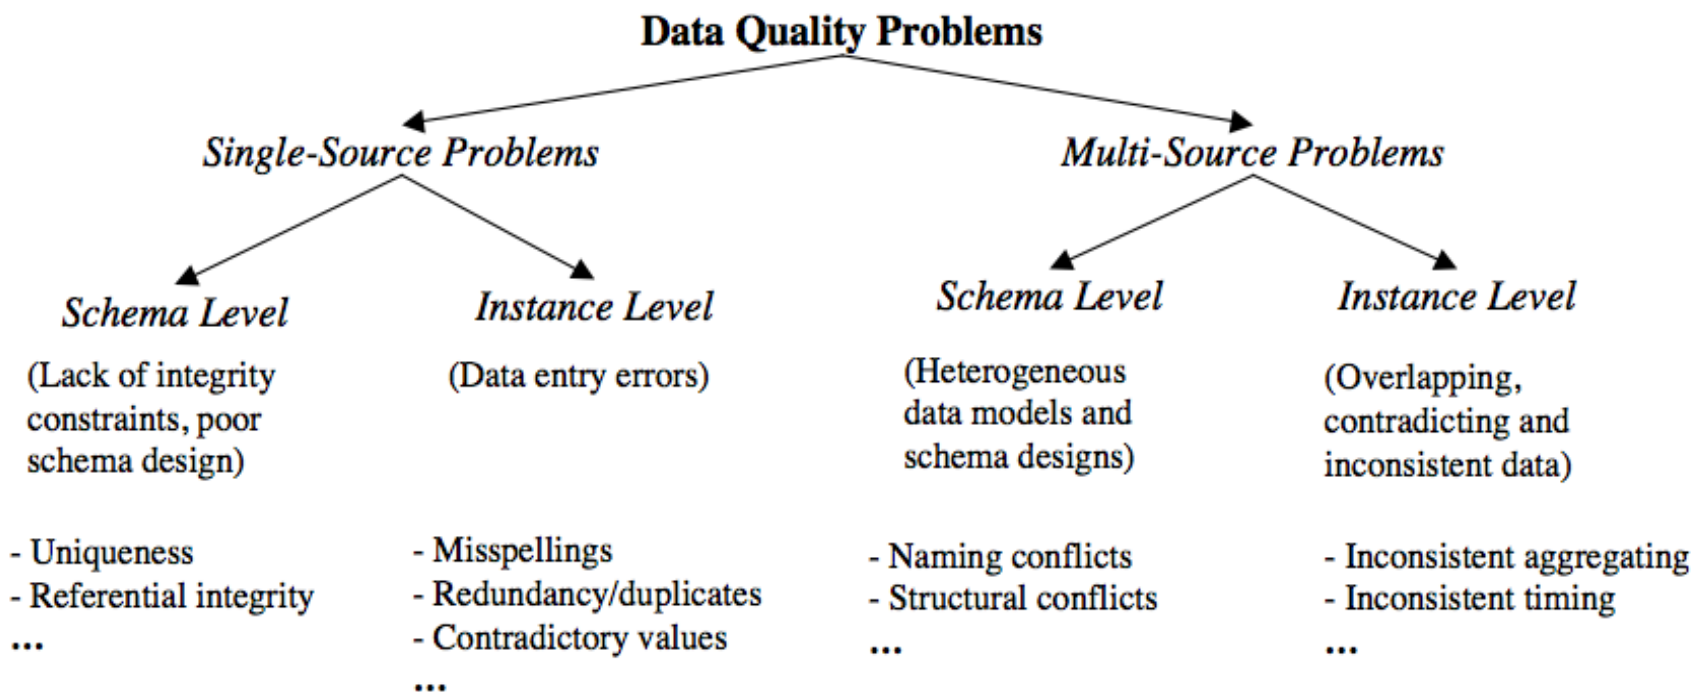 Data Quality Problems
Single-Source Problems
Multi-Source Problems
Schema Level
(Lack of integrity
constraints, poor
schema design)
- Uniqueness
- Referential integrity
...
Instance Level
(Data entry errors)
- Misspellings
- Redundancy/duplicates
- Contradictory values
...
Schema Level
(Heterogeneous
data models and
schema designs)
- Naming conflicts
- Structural conflicts
...
Instance Level
(Overlapping,
contradicting and
inconsistent data)
- Inconsistent aggregating
- Inconsistent timing
...